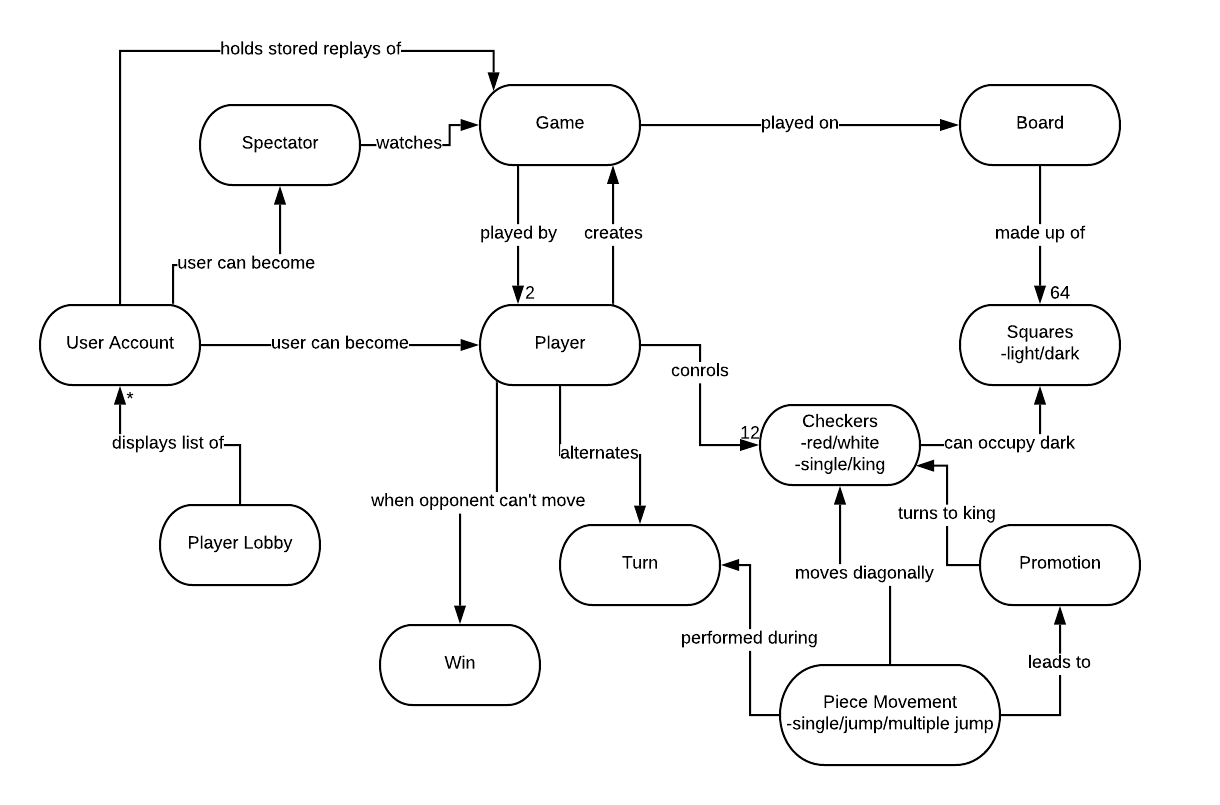 holds stored replays of
Game
played on
Board
Spectator
watches
played by
creates
made up of
user can become
2
64
User Account
user can become
Player
Squares
-light/dark
conrols
*
12
Checkers
-red/white
-single/king
can occupy dark
displays list of
alternates
when opponent can't move
turns to king
Player Lobby
Turn
moves diagonally
Promotion
performed during
Win
leads to
Piece Movement
-single/jump/multiple jump